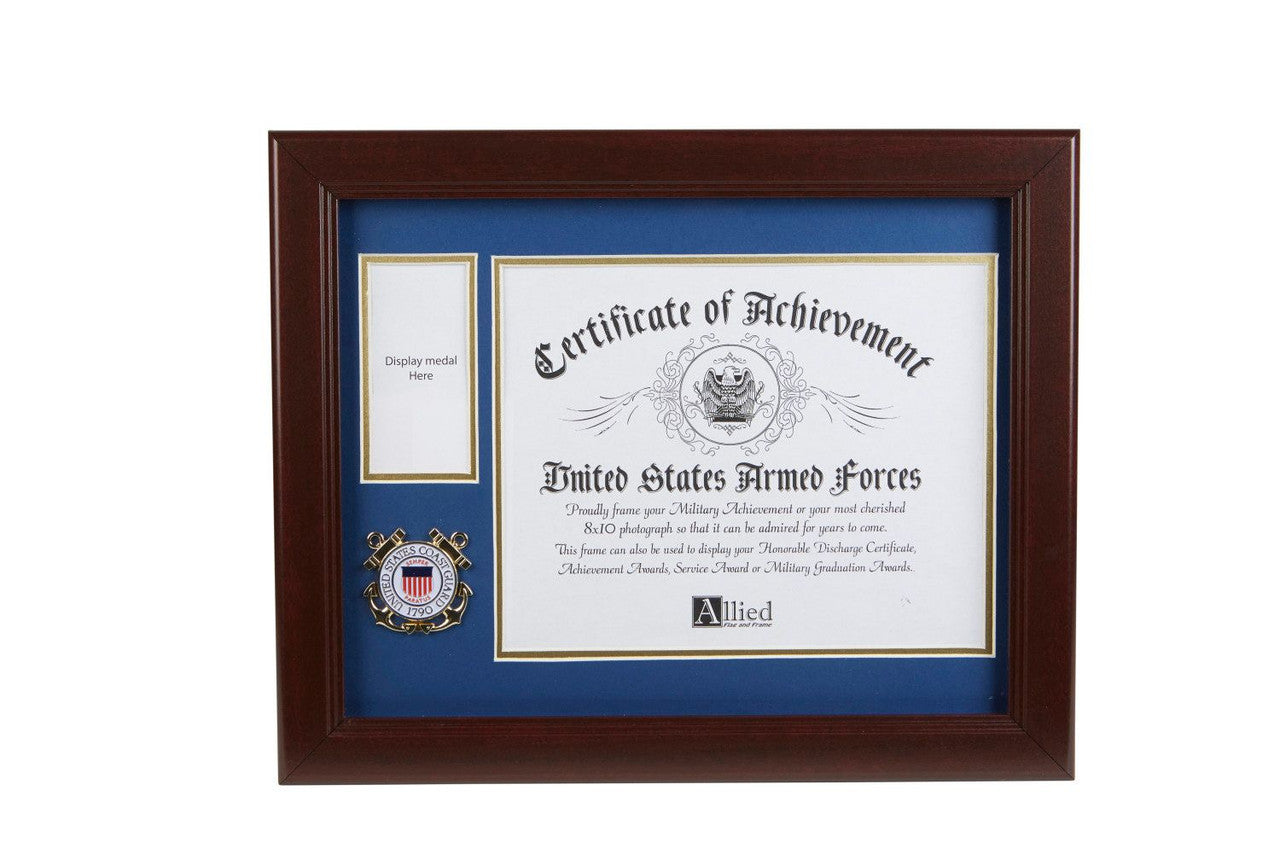 Display medal
Here
Certificate of Achievement
United States Armed Forces
Proudly frame your Military Achievement or your most cherished
8x10 photograph so that it can be admired for years to come.
This frame can also be used to display your Honorable Discharge Certificate,
Achievement Awards, Service Award or Military Graduation Awards..
Allied
Flag and Frame
UNITED STATES COAST GUARD
SEMPER
PARATUS
1790